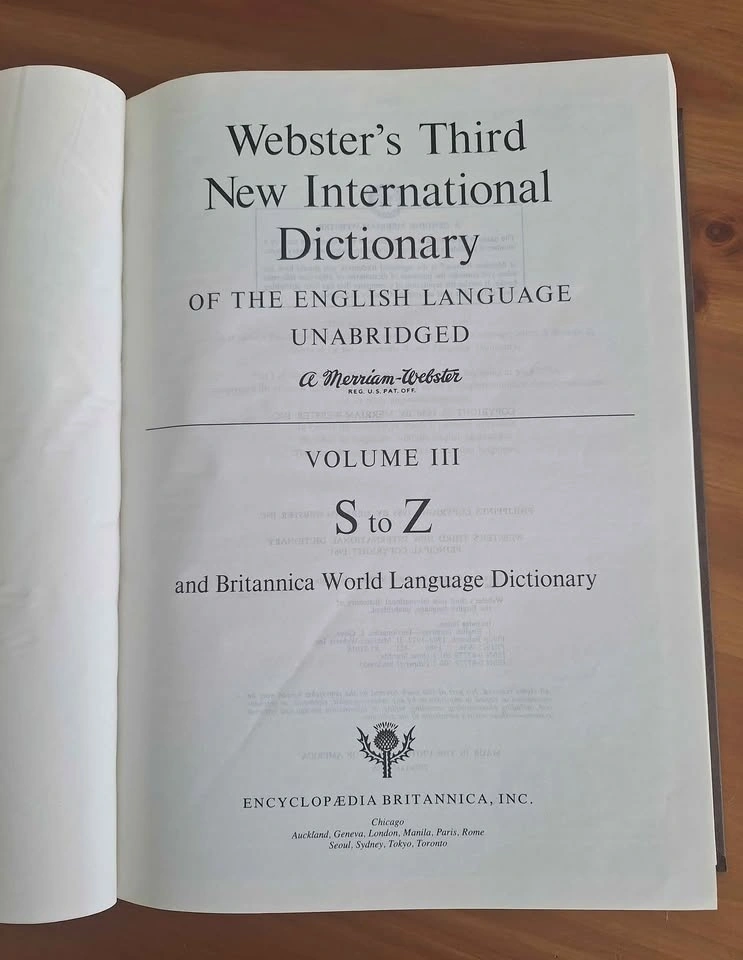 Webster's Third
New International
Dictionary
OF THE ENGLISH LANGUAGE
UNABRIDGED
a Merriam-Webster
REG. U.S. PAT. OFF.
VOLUME III
S to Z
and Britannica World Language Dictionary
ENCYCLOPÆDIA BRITANNICA, INC.
Chicago
Auckland, Geneva, London, Manila, Paris, Rome
Seoul, Sydney, Tokyo, Toronto